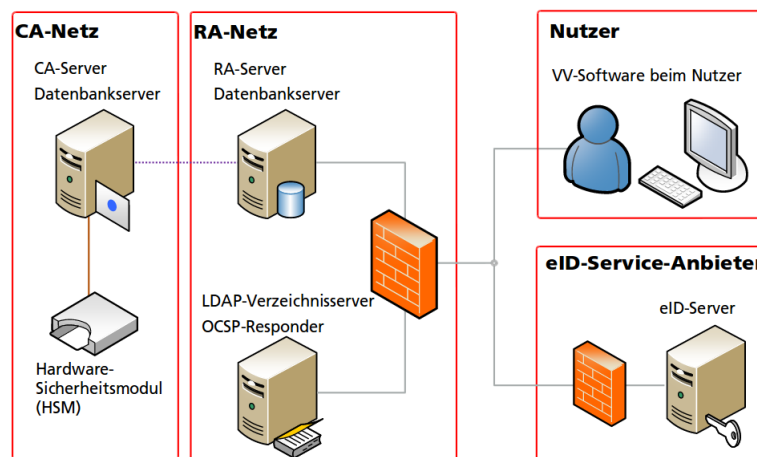 CA-Netz
CA-Server
Datenbankserver
Hardware-
Sicherheitsmodul
(HSM)
RA-Netz
RA-Server
Datenbankserver
LDAP-Verzeichnisserver
OCSP-Responder
Nutzer
VV-Software beim Nutzer
eID-Service-Anbieter
eID-Server